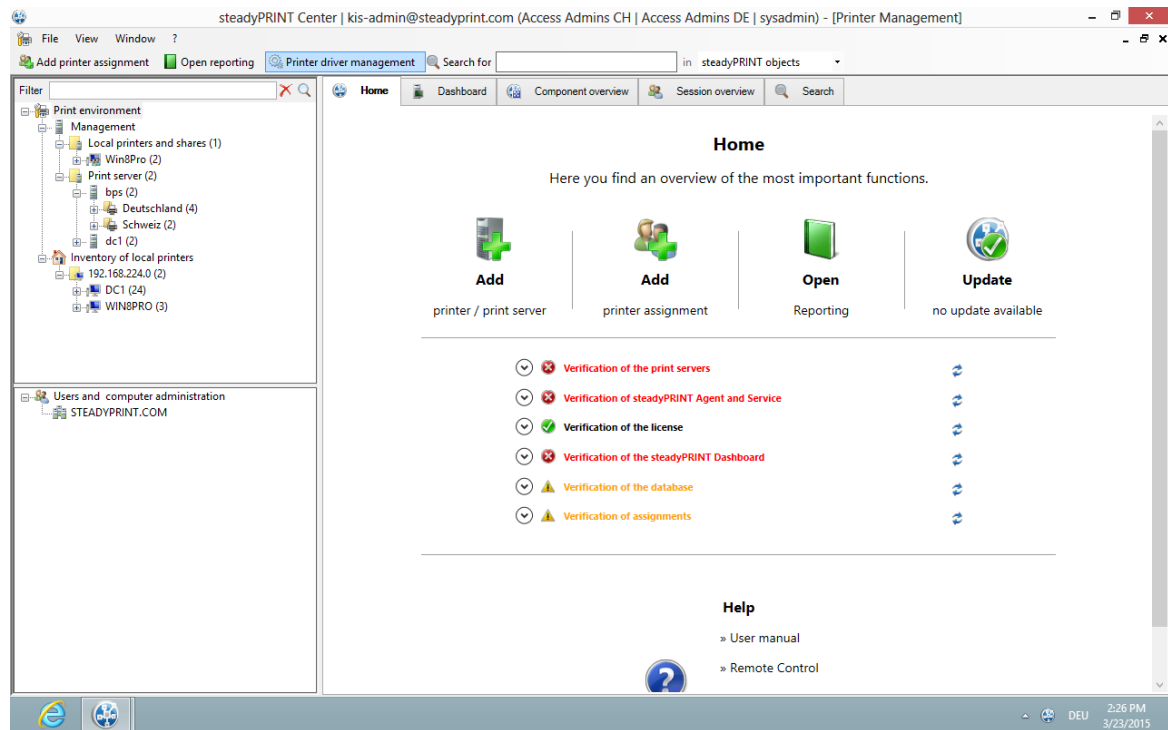 steadyPRINT Center | kis-admin@steadyprint.com (Access Admins CH | Access Admins DE | sysadmin) - [Printer Management]
File View Window ?
Add printer assignment Open reporting Printer driver management Search for in steadyPRINT objects
Filter
Print environment
Management
Local printers and shares (1)
Win8Pro (2)
Print server (2)
bps (2)
Deutschland (4)
Schweiz (2)
dc1 (2)
Inventory of local printers
192.168.224.0 (2)
DC1 (24)
WIN8PRO (3)
Users and computer administration
STEADYPRINT.COM
Home Dashboard Component overview Session overview Search
Home
Here you find an overview of the most important functions.
Add Add Open Update
printer / print server printer assignment Reporting no update available
Verification of the print servers
Verification of steadyPRINT Agent and Service
Verification of the license
Verification of the steadyPRINT Dashboard
Verification of the database
Verification of assignments
Help
» User manual
» Remote Control
?
DEU 2:26 PM
3/23/2015